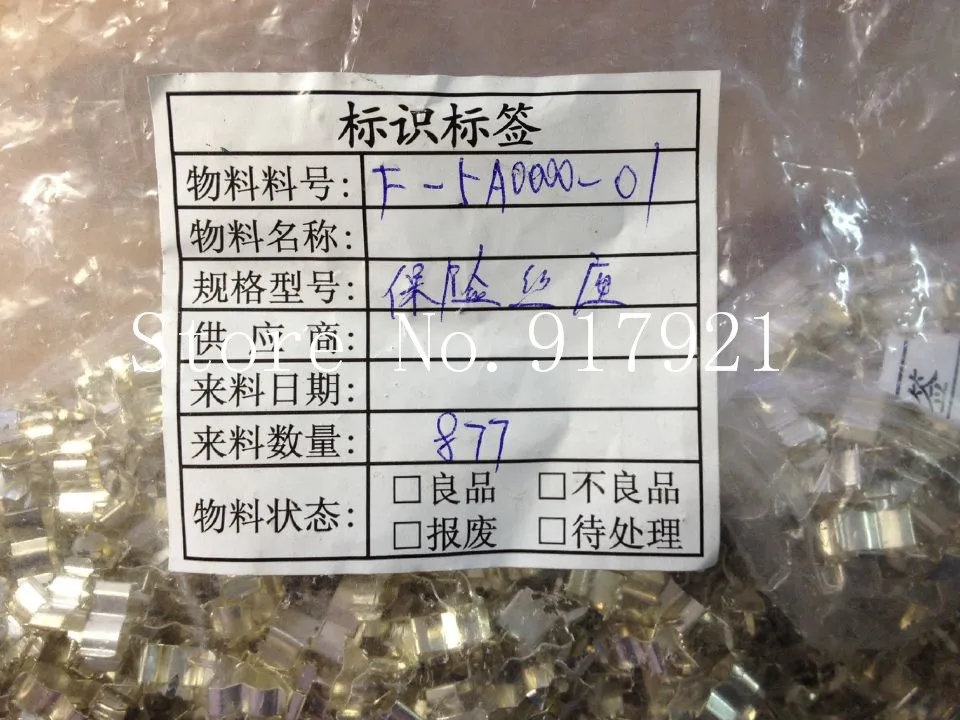 标识标签
物料料号: F-5A0000-01
物料名称:
规格型号: 保险丝座
供应商:
Store No.917921
来料日期:
来料数量: 877
物料状态: □良品 □不良品
□报废 □待处理
签